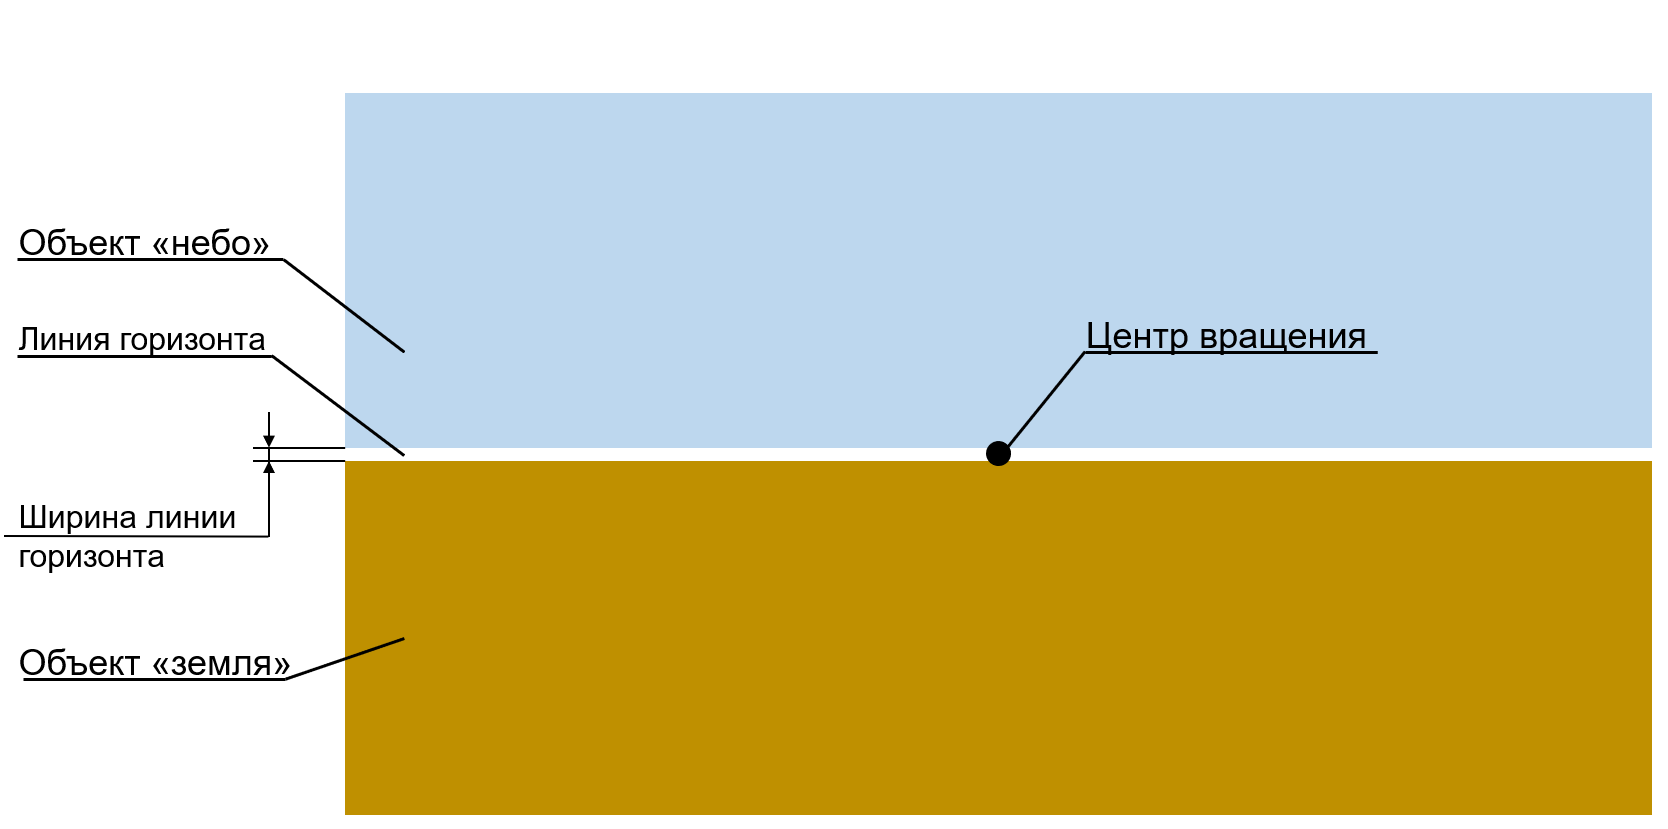 Объект «небо»
Линия горизонта
Центр вращения
Ширина линии
горизонта
Объект «земля»